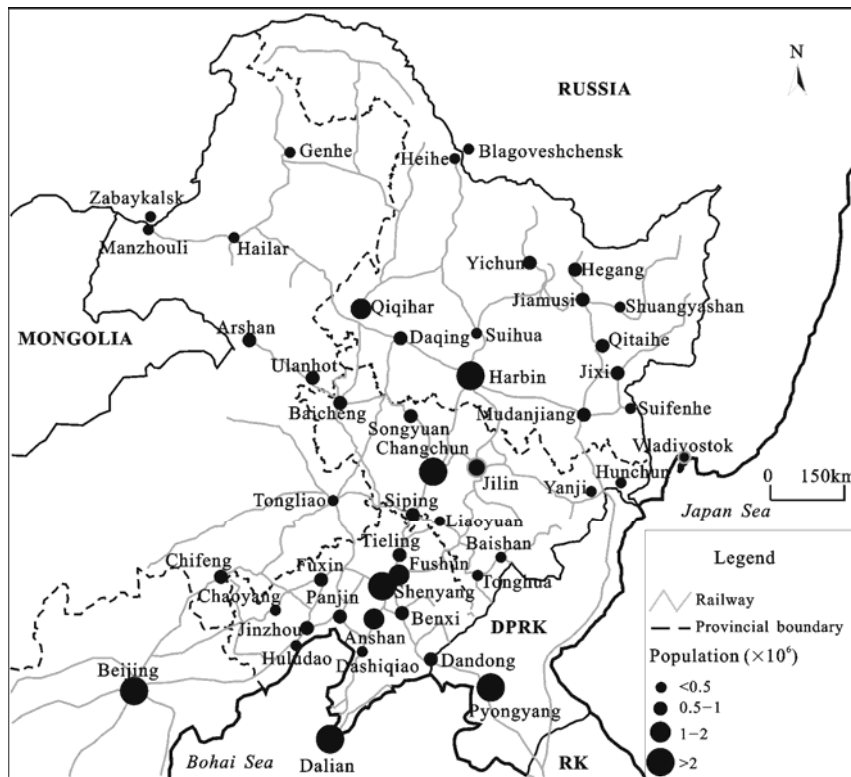 N
RUSSIA
Genhe
Heihe
Blagoveshchensk
Zabaykalsk
Manzhouli
Hailar
Yichun
Hegang
Qiqihar
Jiamusi
Shuangyashan
MONGOLIA
Arshan
Daqing
Suihua
Qitaihe
Ulanhot
Harbin
Jixi
Baicheng
Songyuan
Mudanjiang
Suifenhe
Changchun
Vladiyostok
Jilin
Hunchun
0 150km
Yanji
Tongliao
Siping
Japan Sea
Liaoyuan
Tieling
Baishan
Legend
Chifeng
Fuxin
Fushun
Chaoyang
Panjin
Shenyang
Tonghua
Railway
Benxi
DPRK
Provincial boundary
Jinzhou
Anshan
Population (×10⁶)
Huludao
Dashiqiao
Dandong
Beijing
<0.5
0.5−1
Pyongyang
1−2
Bohai Sea
Dalian
RK
>2